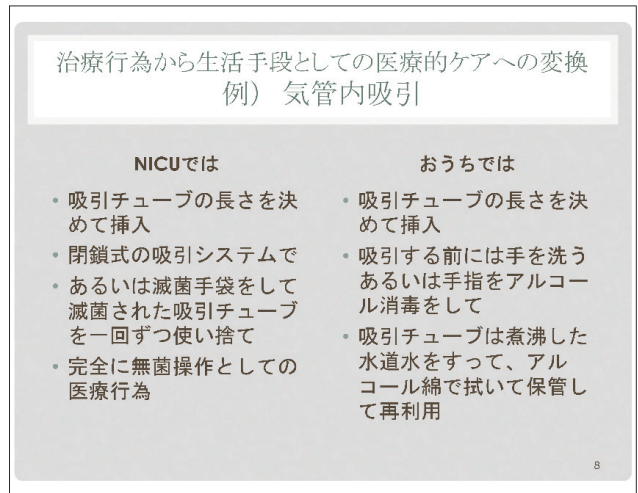 治療行為から生活手段としての医療的ケアへの変換
例） 気管内吸引
NICUでは
• 吸引チューブの長さを決
めて挿入
• 閉鎖式の吸引システムで
• あるいは滅菌手袋をして
滅菌された吸引チューブ
を一回ずつ使い捨て
• 完全に無菌操作としての
医療行為
おうちでは
• 吸引チューブの長さを決
めて挿入
• 吸引する前には手を洗う
あるいは手指をアルコー
ル消毒をして
• 吸引チューブは煮沸した
水道水をすって、アル
コール綿で拭いて保管し
て再利用
8